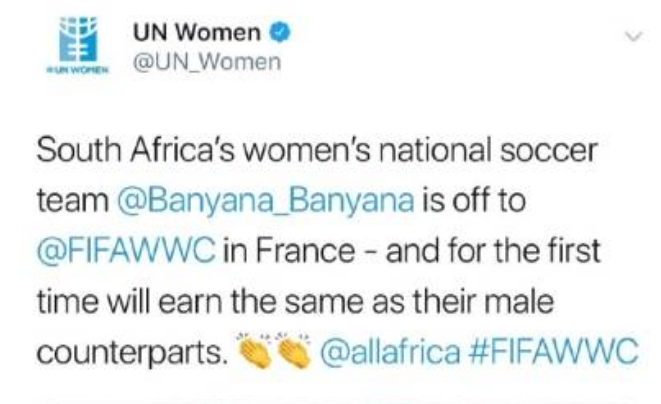 UN Women
@UN_Women
UN WOMEN
South Africa's women's national soccer
team @Banyana_Banyana is off to
@FIFAWWC in France - and for the first
time will earn the same as their male
counterparts. 👏👏 @allafrica #FIFAWWC